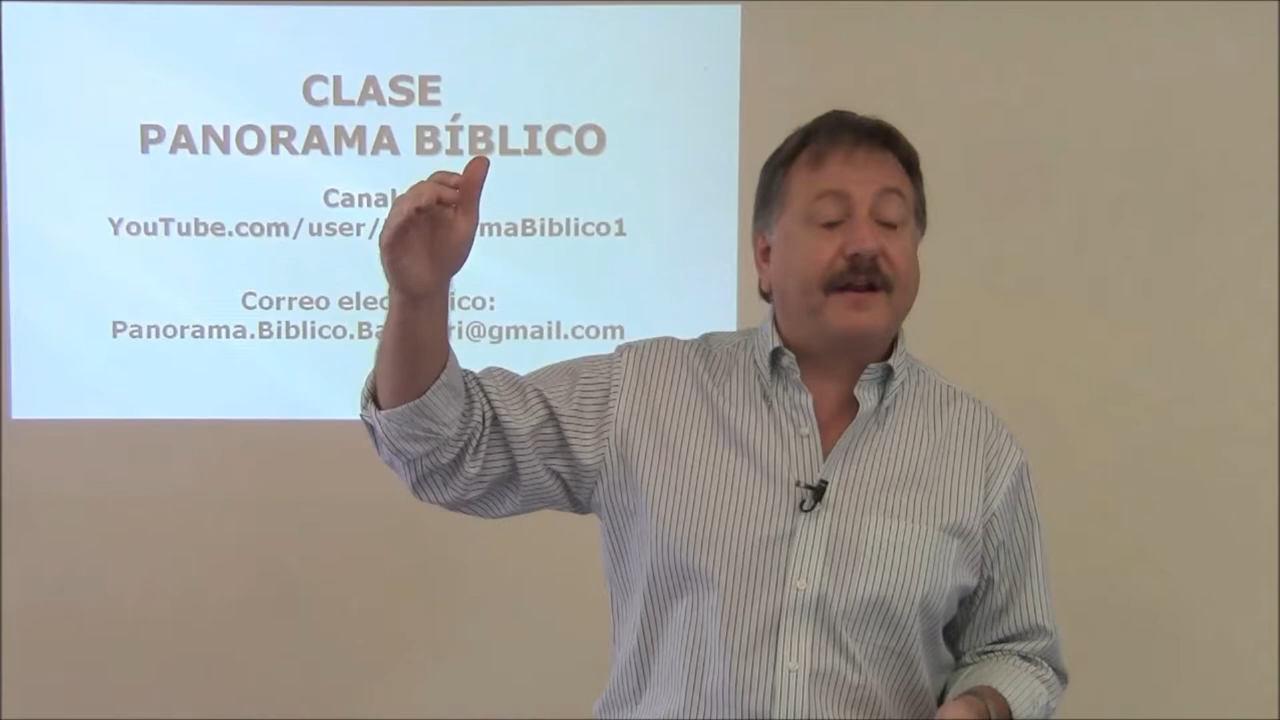 CLASE
PANORAMA BÍBLICO
Canal
YouTube.com/user/ maBiblico1
Correo elec ico:
Panorama.Biblico.Ba ri@gmail.com